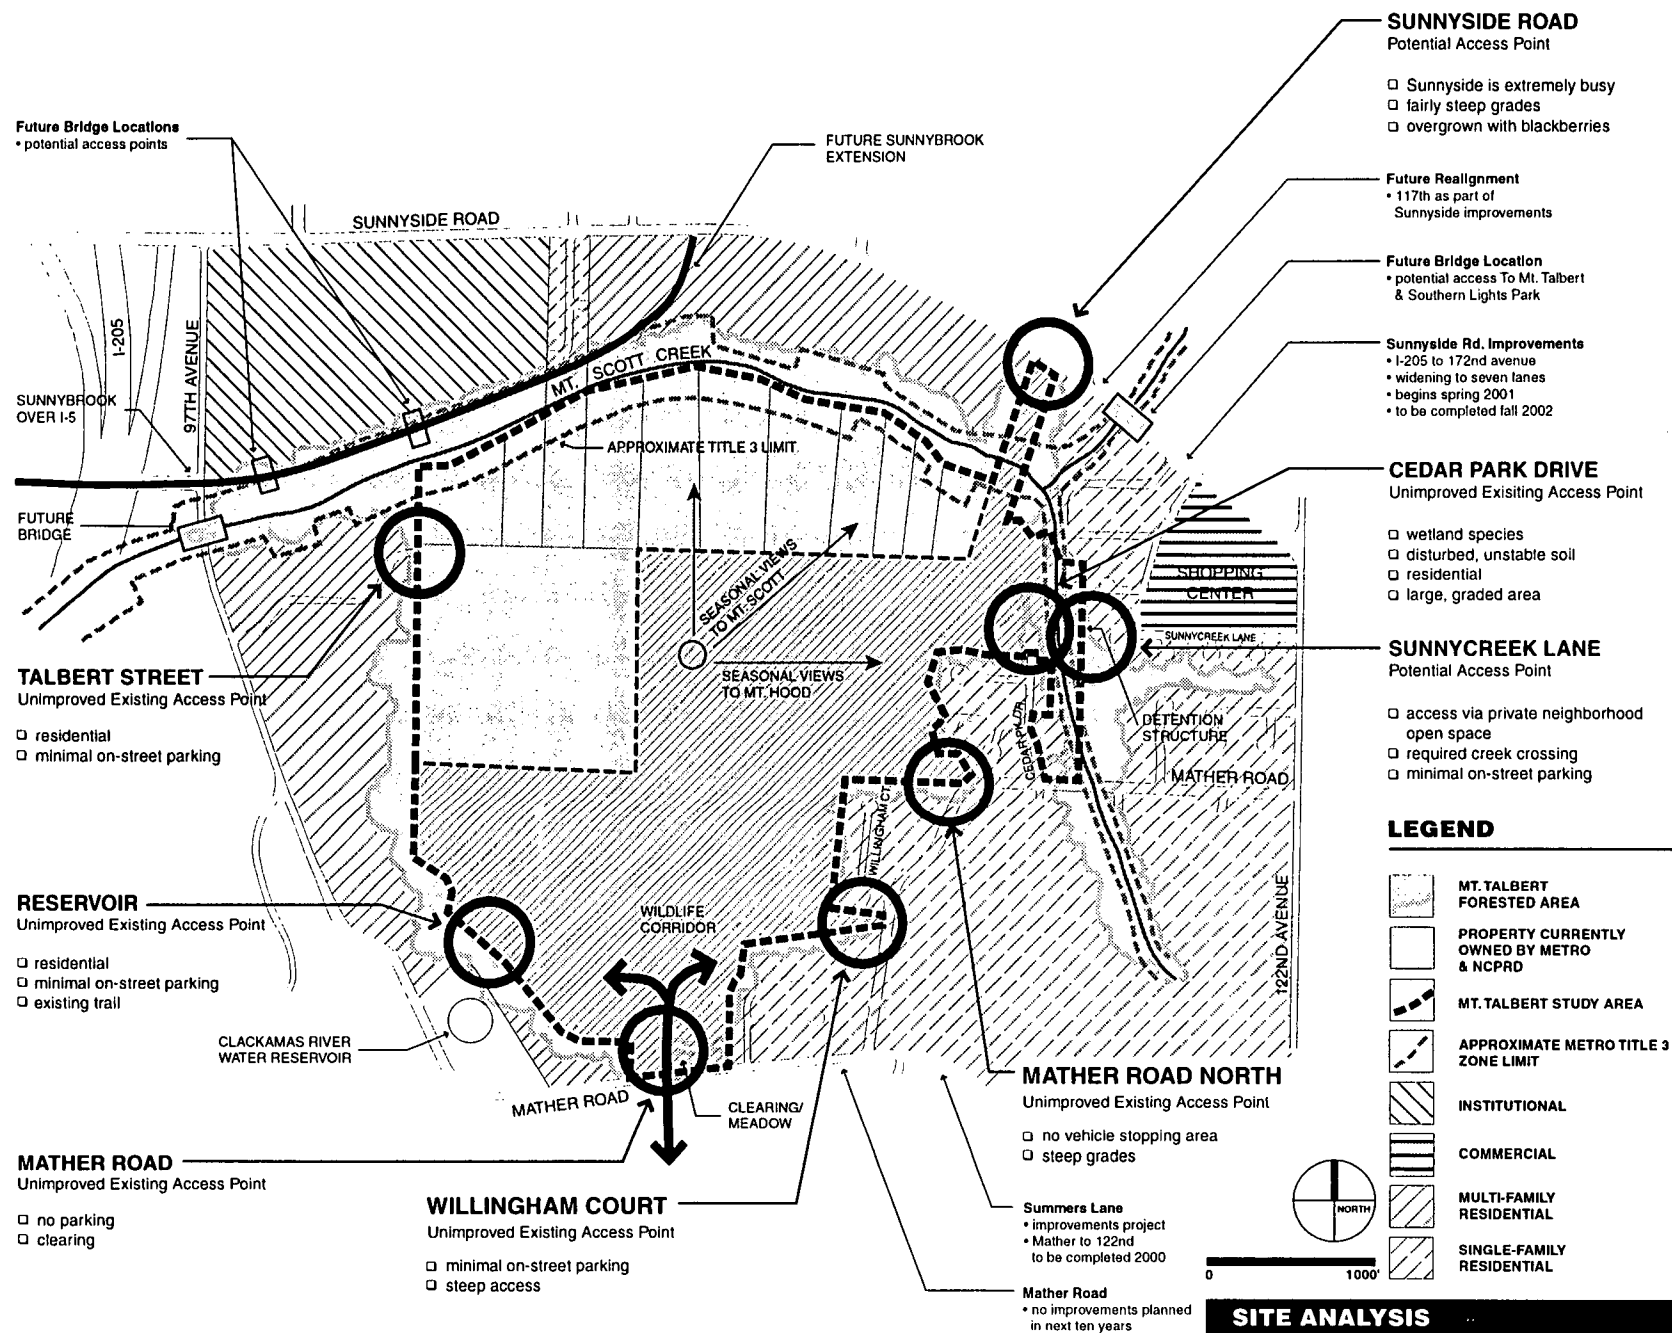 SUNNYSIDE ROAD
Potential Access Point
❏ Sunnyside is extremely busy
❏ fairly steep grades
❏ overgrown with blackberries
Future Bridge Locations
• potential access points
FUTURE SUNNYBROOK
EXTENSION
Future Realignment
• 117th as part of
Sunnyside improvements
SUNNYSIDE ROAD
Future Bridge Location
• potential access To Mt. Talbert
& Southern Lights Park
I-205
97TH AVENUE
MT. SCOTT CREEK
Sunnyside Rd. Improvements
• I-205 to 172nd avenue
• widening to seven lanes
• begins spring 2001
• to be completed fall 2002
SUNNYBROOK
OVER I-5
APPROXIMATE TITLE 3 LIMIT
CEDAR PARK DRIVE
Unimproved Exisiting Access Point
❏ wetland species
❏ disturbed, unstable soil
❏ residential
❏ large, graded area
FUTURE
BRIDGE
SEASONAL VIEWS
TO MT. SCOTT
SHOPPING
CENTER
SUNNYCREEK LANE
SUNNYCREEK LANE
Potential Access Point
❏ access via private neighborhood
open space
❏ required creek crossing
❏ minimal on-street parking
TALBERT STREET
Unimproved Existing Access Point
❏ residential
❏ minimal on-street parking
SEASONAL VIEWS
TO MT. HOOD
DETENTION
STRUCTURE
CEDAR PK DR.
MATHER ROAD
WILLINGHAM CT.
122ND AVENUE
LEGEND
MT. TALBERT
FORESTED AREA
PROPERTY CURRENTLY
OWNED BY METRO
& NCPRD
MT. TALBERT STUDY AREA
APPROXIMATE METRO TITLE 3
ZONE LIMIT
INSTITUTIONAL
COMMERCIAL
MULTI-FAMILY
RESIDENTIAL
SINGLE-FAMILY
RESIDENTIAL
RESERVOIR
Unimproved Existing Access Point
❏ residential
❏ minimal on-street parking
❏ existing trail
WILDLIFE
CORRIDOR
CLACKAMAS RIVER
WATER RESERVOIR
MATHER ROAD
CLEARING/
MEADOW
MATHER ROAD NORTH
Unimproved Existing Access Point
❏ no vehicle stopping area
❏ steep grades
MATHER ROAD
Unimproved Existing Access Point
❏ no parking
❏ clearing
WILLINGHAM COURT
Unimproved Existing Access Point
❏ minimal on-street parking
❏ steep access
Summers Lane
• improvements project
• Mather to 122nd
to be completed 2000
Mather Road
• no improvements planned
in next ten years
NORTH
0 1000'
SITE ANALYSIS